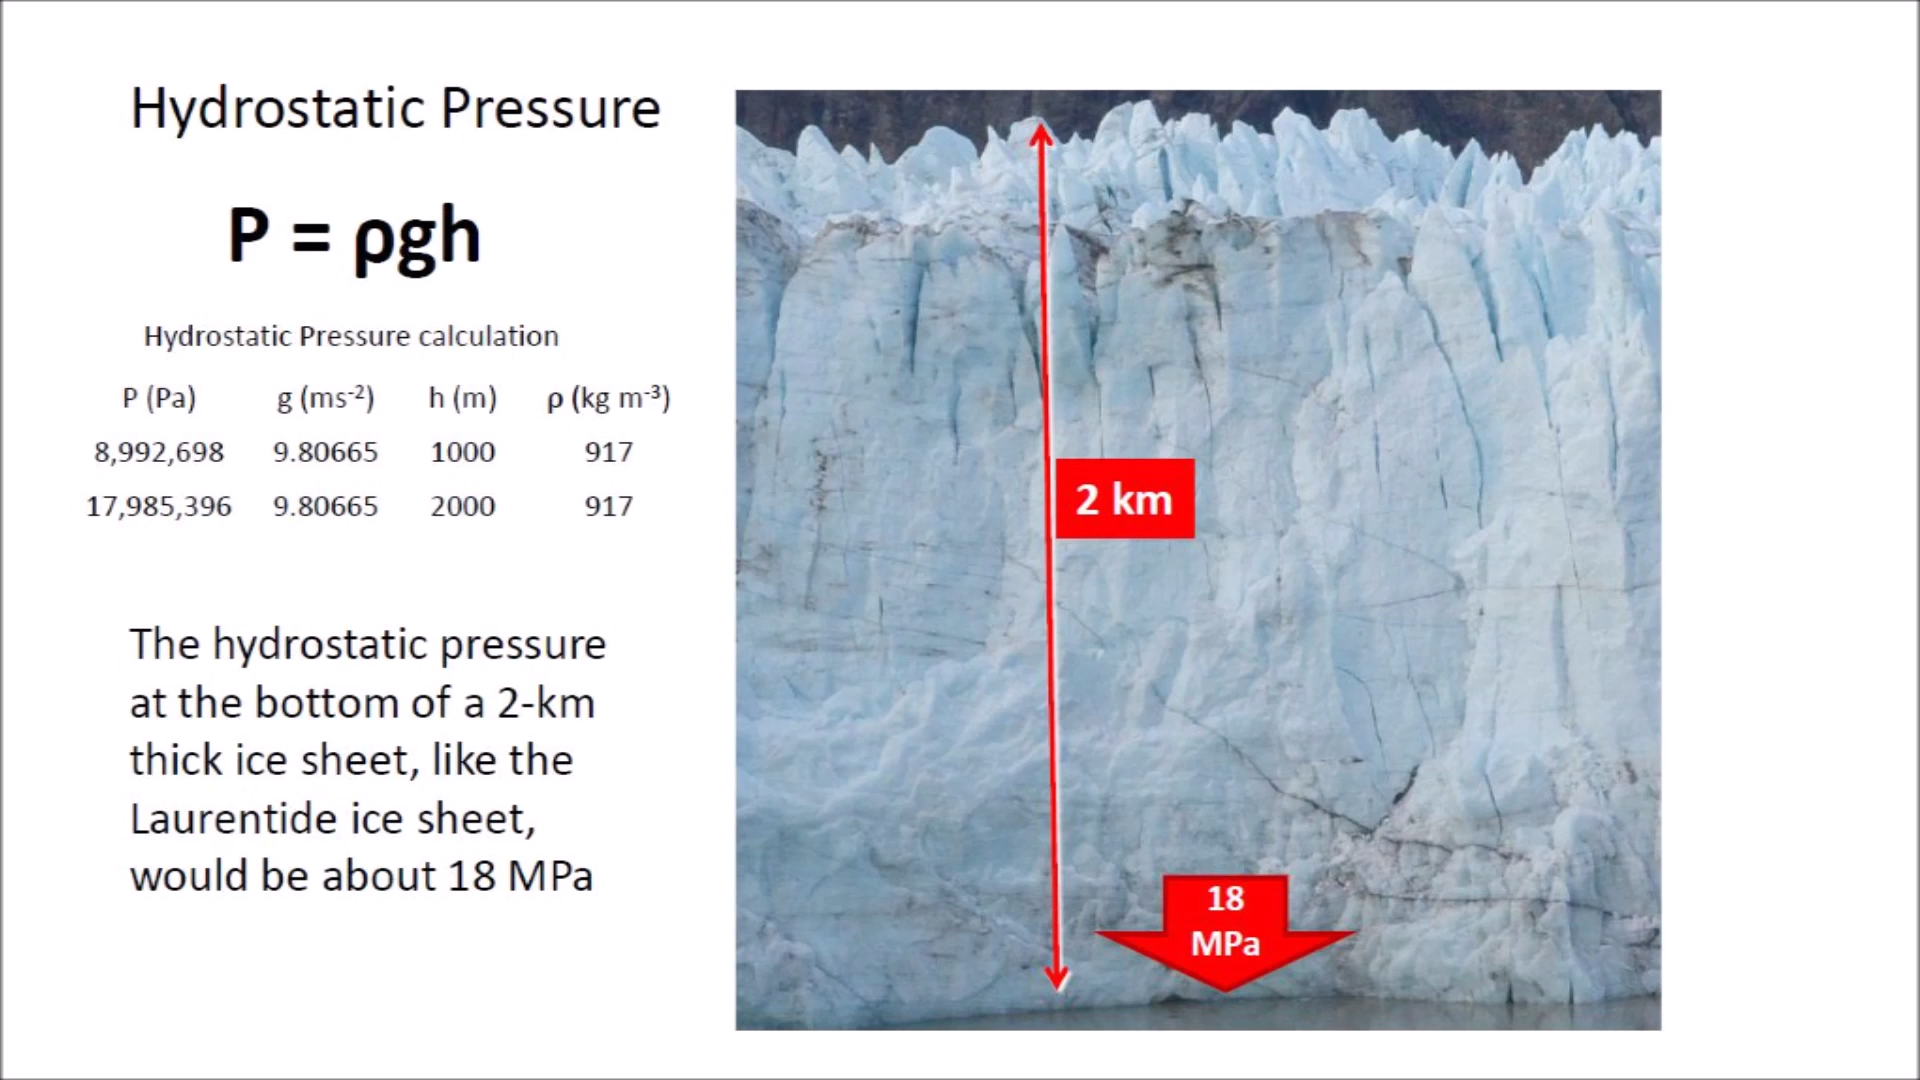 Hydrostatic Pressure
P = ρgh
Hydrostatic Pressure calculation
P (Pa) g (ms⁻²) h (m) ρ (kg m⁻³)
8,992,698 9.80665 1000 917
17,985,396 9.80665 2000 917
The hydrostatic pressure
at the bottom of a 2-km
thick ice sheet, like the
Laurentide ice sheet,
would be about 18 MPa
2 km
18
MPa